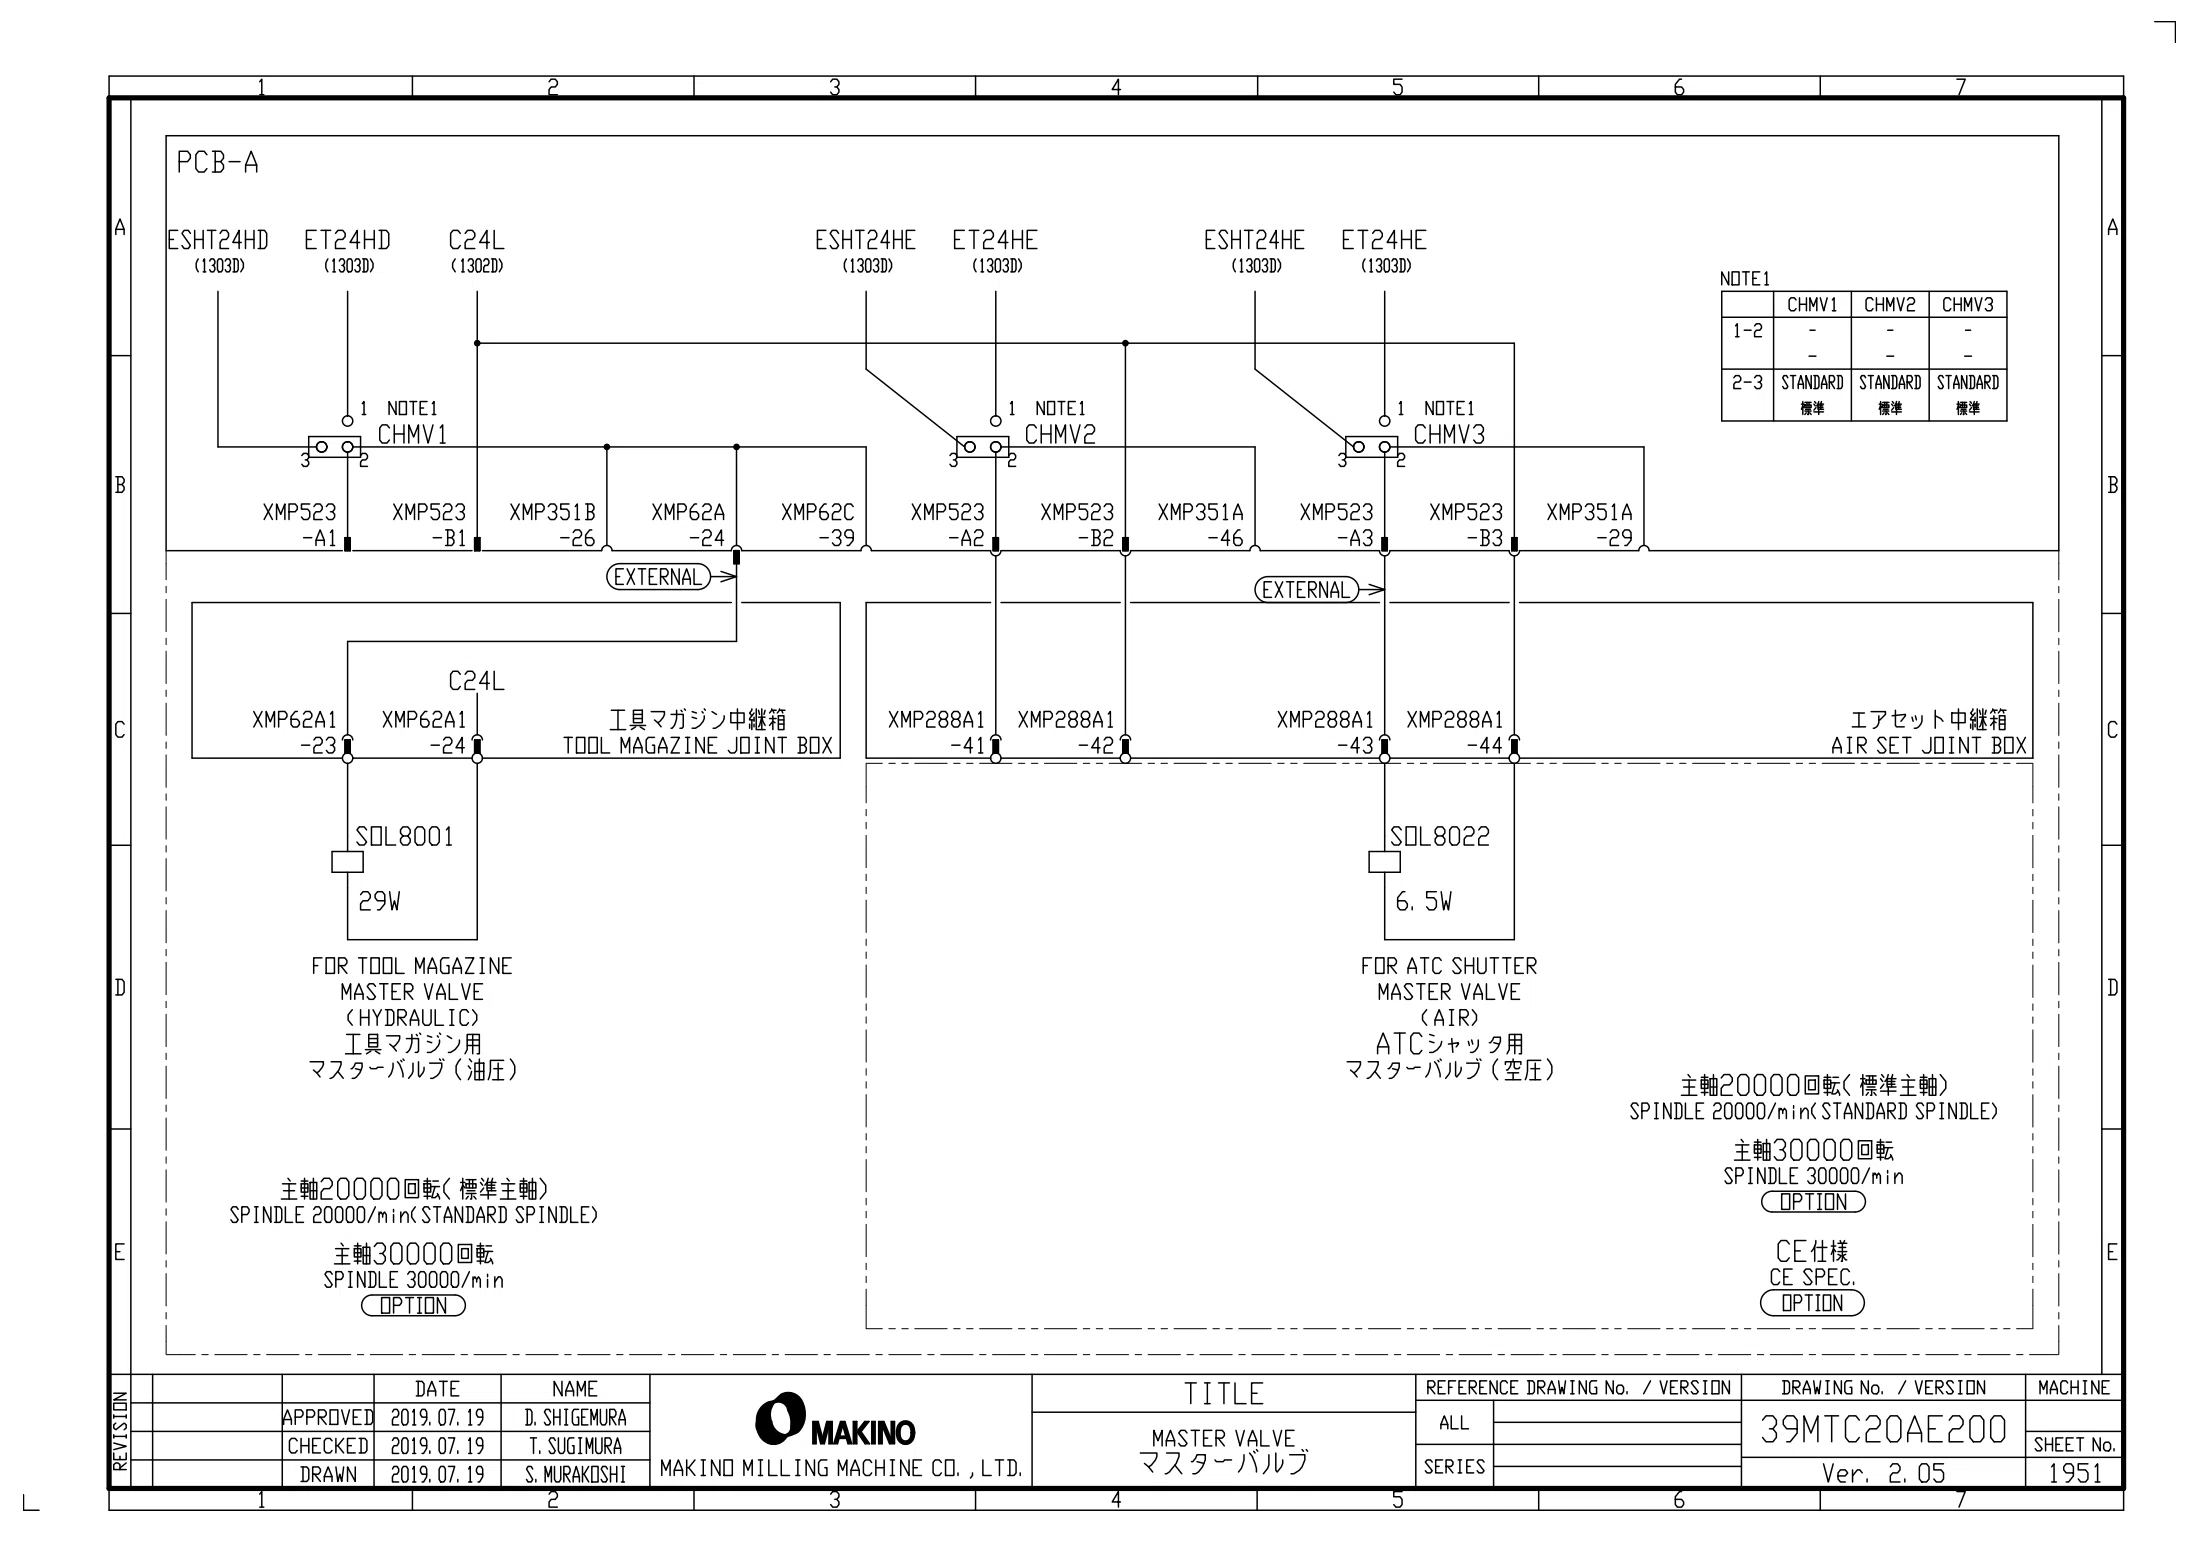 1 2 3 4 5 6 7
PCB-A
ESHT24HD ET24HD C24L ESHT24HE ET24HE ESHT24HE ET24HE
(1303D) (1303D) (1302D) (1303D) (1303D) (1303D) (1303D)
A A
NOTE1
CHMV1 CHMV2 CHMV3
1-2 - - -
- - -
2-3 STANDARD STANDARD STANDARD
標準 標準 標準
1 NOTE1 1 NOTE1 1 NOTE1
CHMV1 CHMV2 CHMV3
3 2 3 2 3 2
B B
XMP523 XMP523 XMP351B XMP62A XMP62C XMP523 XMP523 XMP351A XMP523 XMP523 XMP351A
-A1 -B1 -26 -24 -39 -A2 -B2 -46 -A3 -B3 -29
EXTERNAL EXTERNAL
C24L
XMP62A1 XMP62A1 工具マガジン中継箱 XMP288A1 XMP288A1 XMP288A1 XMP288A1 エアセット中継箱
-23 -24 TOOL MAGAZINE JOINT BOX -41 -42 -43 -44 AIR SET JOINT BOX
C C
SOL8001 SOL8022
29W 6.5W
FOR TOOL MAGAZINE
MASTER VALVE
(HYDRAULIC)
工具マガジン用
マスターバルブ(油圧)
FOR ATC SHUTTER
MASTER VALVE
(AIR)
ATCシャッタ用
マスターバルブ(空圧)
D D
主軸20000回転(標準主軸)
SPINDLE 20000/min(STANDARD SPINDLE)
主軸30000回転
SPINDLE 30000/min
OPTION
主軸20000回転(標準主軸)
SPINDLE 20000/min(STANDARD SPINDLE)
主軸30000回転
SPINDLE 30000/min
OPTION
CE仕様
CE SPEC.
OPTION
E E
REVISION
DATE NAME
APPROVED 2019.07.19 D.SHIGEMURA
CHECKED 2019.07.19 T.SUGIMURA
DRAWN 2019.07.19 S.MURAKOSHI
MAKINO
MAKINO MILLING MACHINE CO.,LTD.
TITLE
MASTER VALVE
マスターバルブ
REFERENCE DRAWING No. / VERSION
ALL
SERIES
DRAWING No. / VERSION
39MTC20AE200
Ver. 2.05
MACHINE
SHEET No.
1951
1 2 3 4 5 6 7